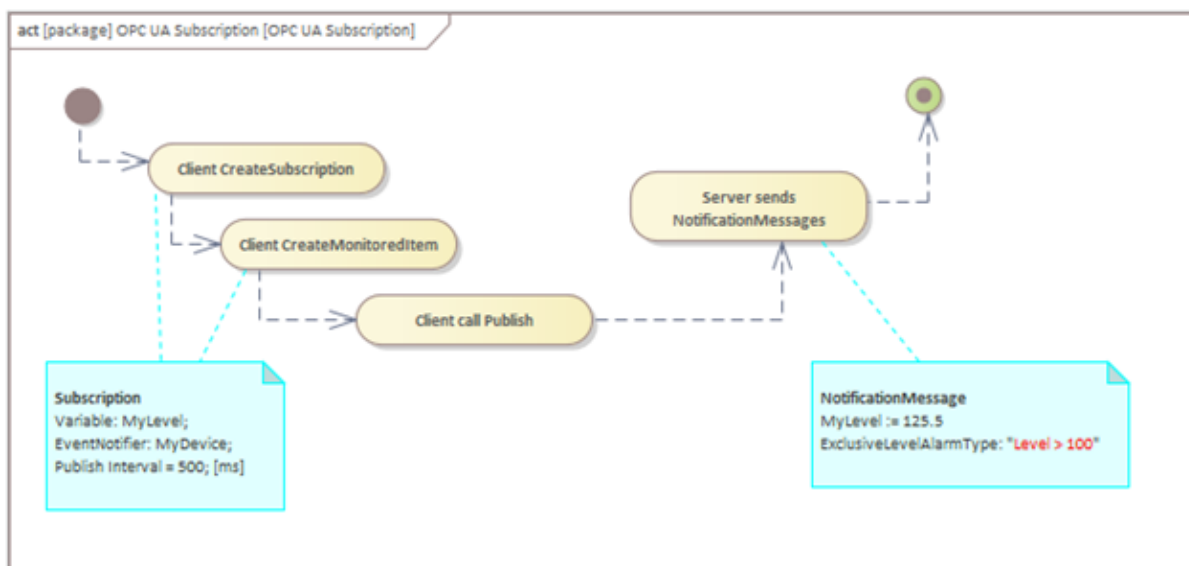 act [package] OPC UA Subscription [OPC UA Subscription]
Client CreateSubscription
Client CreateMonitoredItem
Client call Publish
Server sends
NotificationMessages
Subscription
Variable: MyLevel;
EventNotifier: MyDevice;
Publish Interval = 500; [ms]
NotificationMessage
MyLevel := 125.5
ExclusiveLevelAlarmType: "Level > 100"